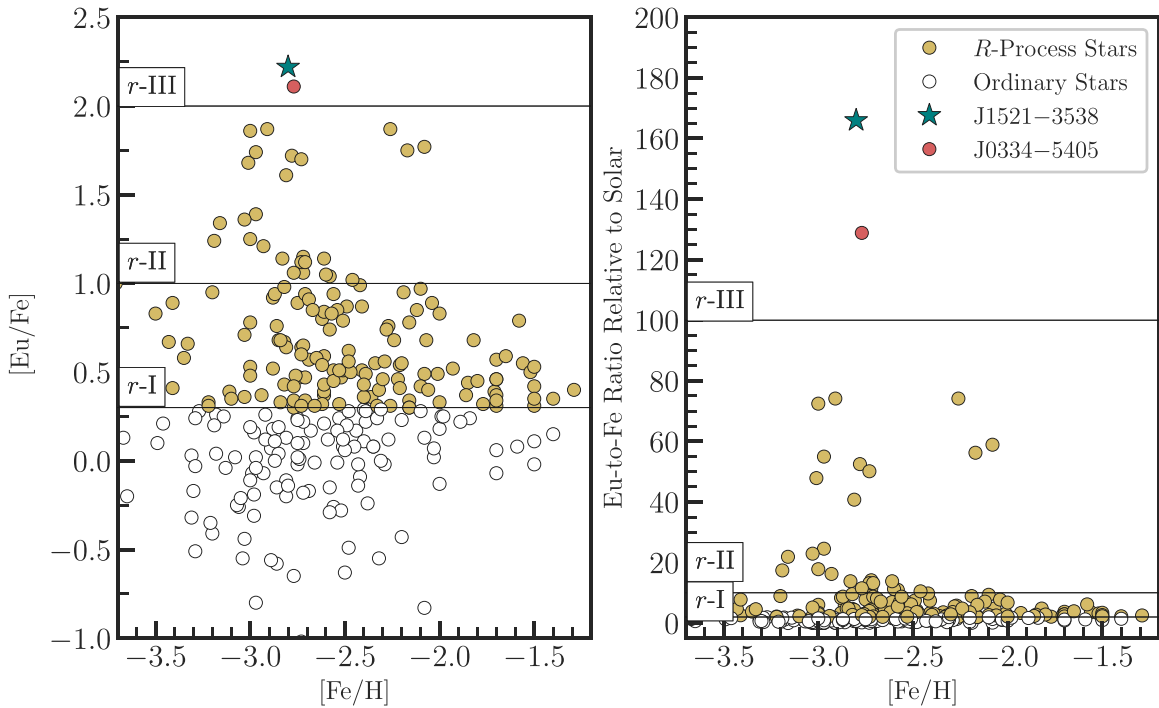 2.5
2.0
1.5
1.0
0.5
0.0
−0.5
−1.0
[Eu/Fe]
r-III
r-II
r-I
−3.5 −3.0 −2.5 −2.0 −1.5
[Fe/H]
200
180
160
140
120
100
80
60
40
20
0
Eu-to-Fe Ratio Relative to Solar
R-Process Stars
Ordinary Stars
J1521−3538
J0334−5405
r-III
r-II
r-I
−3.5 −3.0 −2.5 −2.0 −1.5
[Fe/H]